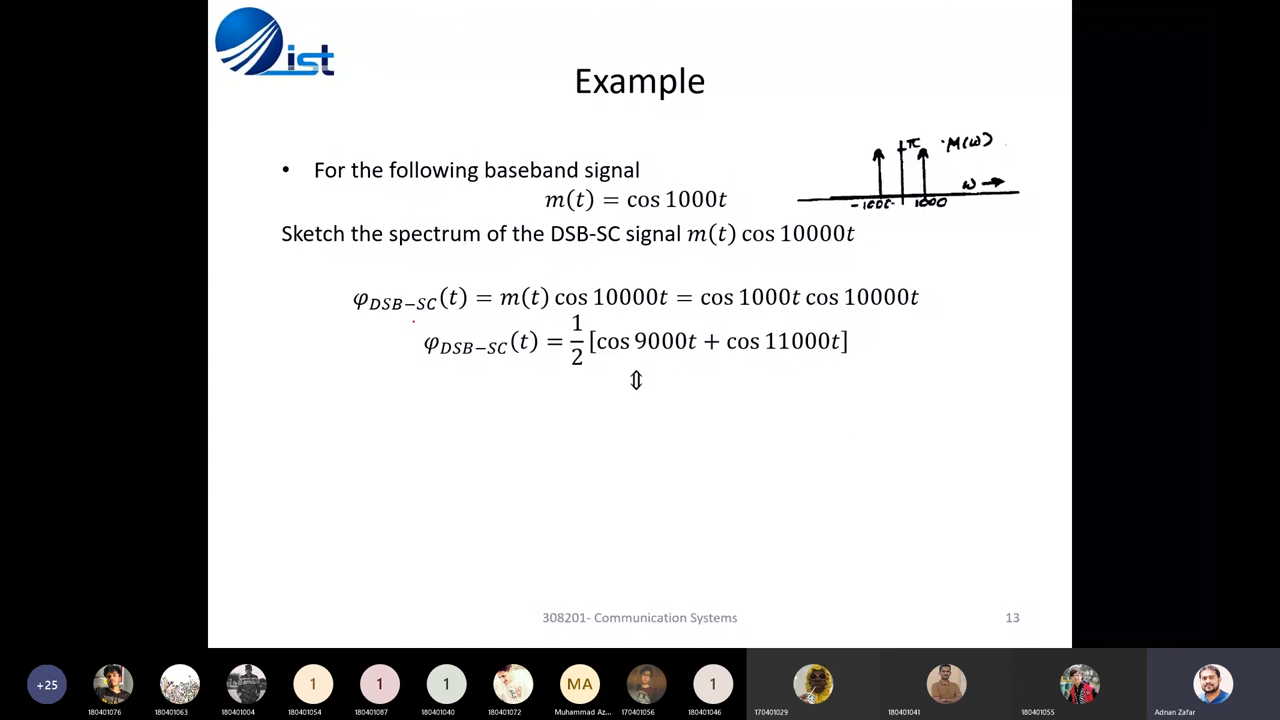 ist
Example
π M(ω)
• For the following baseband signal
m(t) = cos 1000t
ω →
-1000 1000
Sketch the spectrum of the DSB-SC signal m(t) cos 10000t
φ_DSB−SC(t) = m(t) cos 10000t = cos 1000t cos 10000t
φ_DSB−SC(t) = 1/2 [cos 9000t + cos 11000t]
⇕
308201- Communication Systems 13
+25 1 1 1 MA 1
180401076 180401063 180401004 180401054 180401087 180401040 180401072 Muhammad Az... 170401056 180401046 170401029 180401041 180401055 Adnan Zafar